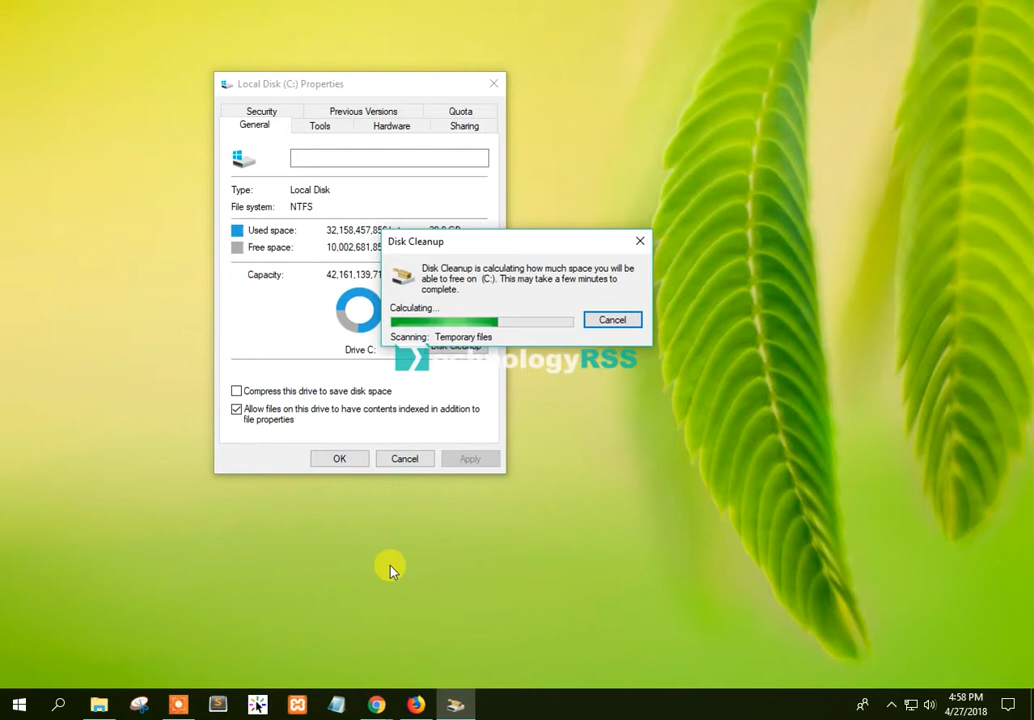 Local Disk (C:) Properties
Security Previous Versions Quota
General Tools Hardware Sharing
Type: Local Disk
File system: NTFS
Used space:
Free space:
Capacity:
Drive C:
Disk Cleanup
Disk Cleanup is calculating how much space you will be
able to free on (C:). This may take a few minutes to
complete.
Calculating...
Cancel
Scanning: Temporary files
Compress this drive to save disk space
Allow files on this drive to have contents indexed in addition to
file properties
OK Cancel Apply
4:58 PM
4/27/2018